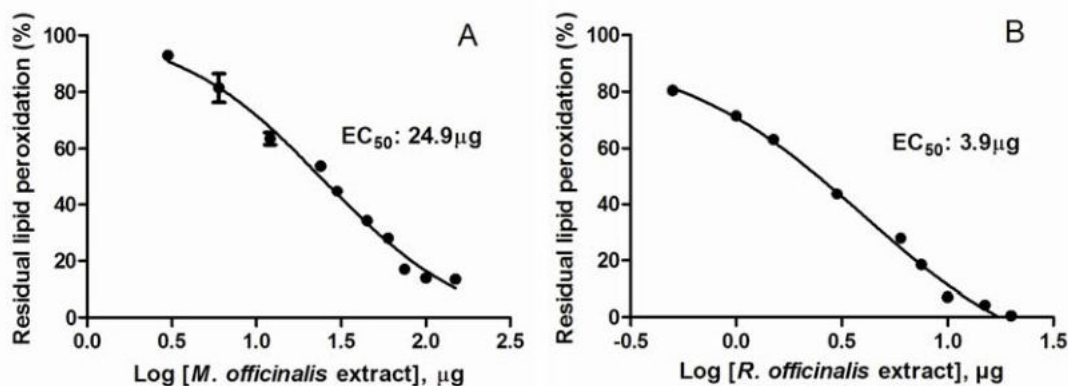 A
Residual lipid peroxidation (%)
100
80
60
40
20
0
EC50: 24.9μg
0.0 0.5 1.0 1.5 2.0 2.5
Log [M. officinalis extract], μg
B
Residual lipid peroxidation (%)
100
80
60
40
20
0
EC50: 3.9μg
-0.5 0.0 0.5 1.0 1.5
Log [R. officinalis extract], μg